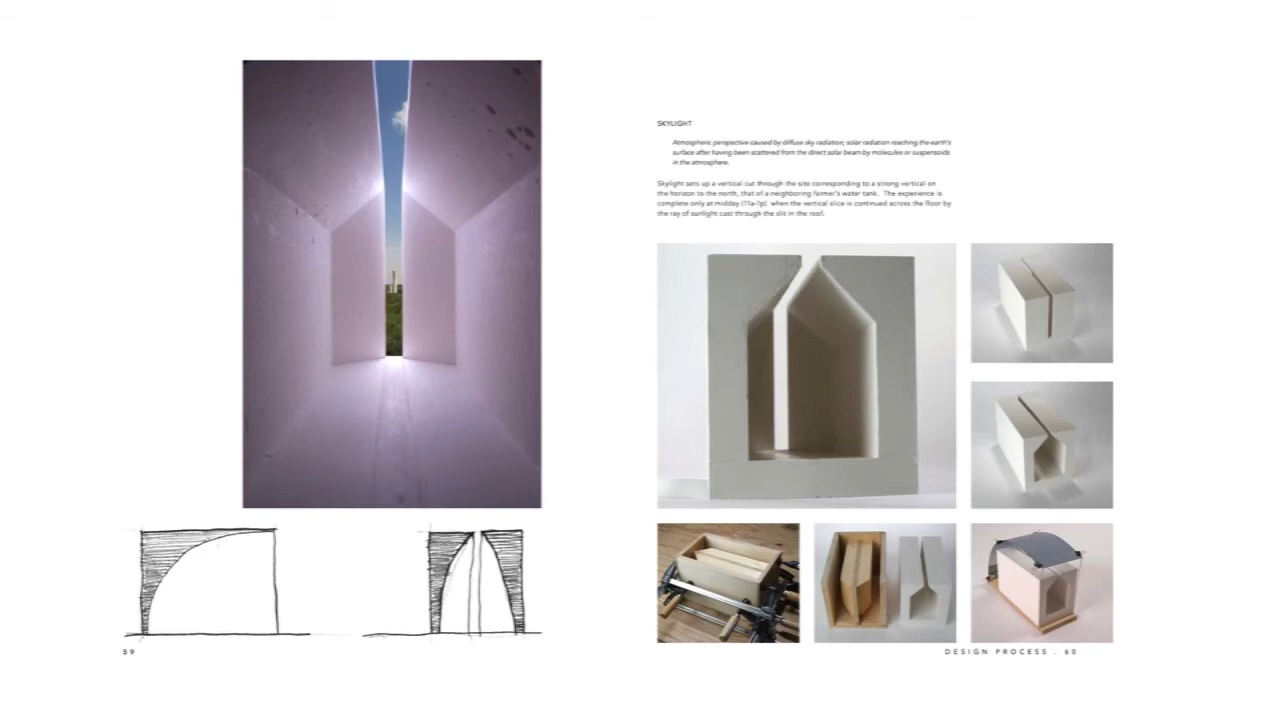 SKYLIGHT
Atmospheric perspective caused by diffuse sky radiation; solar radiation reaching the earth's
surface after having been scattered from the direct solar beam by molecules or suspensoids
in the atmosphere.
Skylight sets up a vertical cut through the site corresponding to a strong vertical on
the horizon to the north, that of a neighboring farmer's water tank. The experience is
complete only at midday (11a-1p) when the vertical slice is continued across the floor by
the ray of sunlight cast through the slit in the roof.
59
DESIGN PROCESS . 60